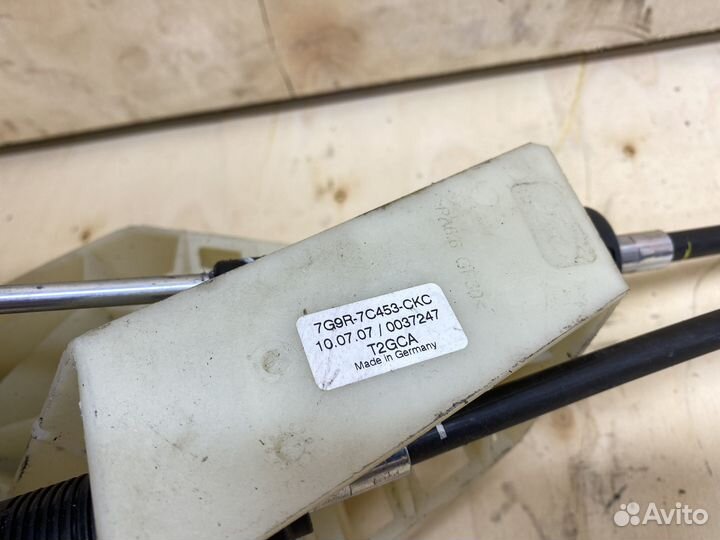 7G9R-7C453-CKC
10.07.07 / 0037247
T2GCA
Made in Germany
Avito